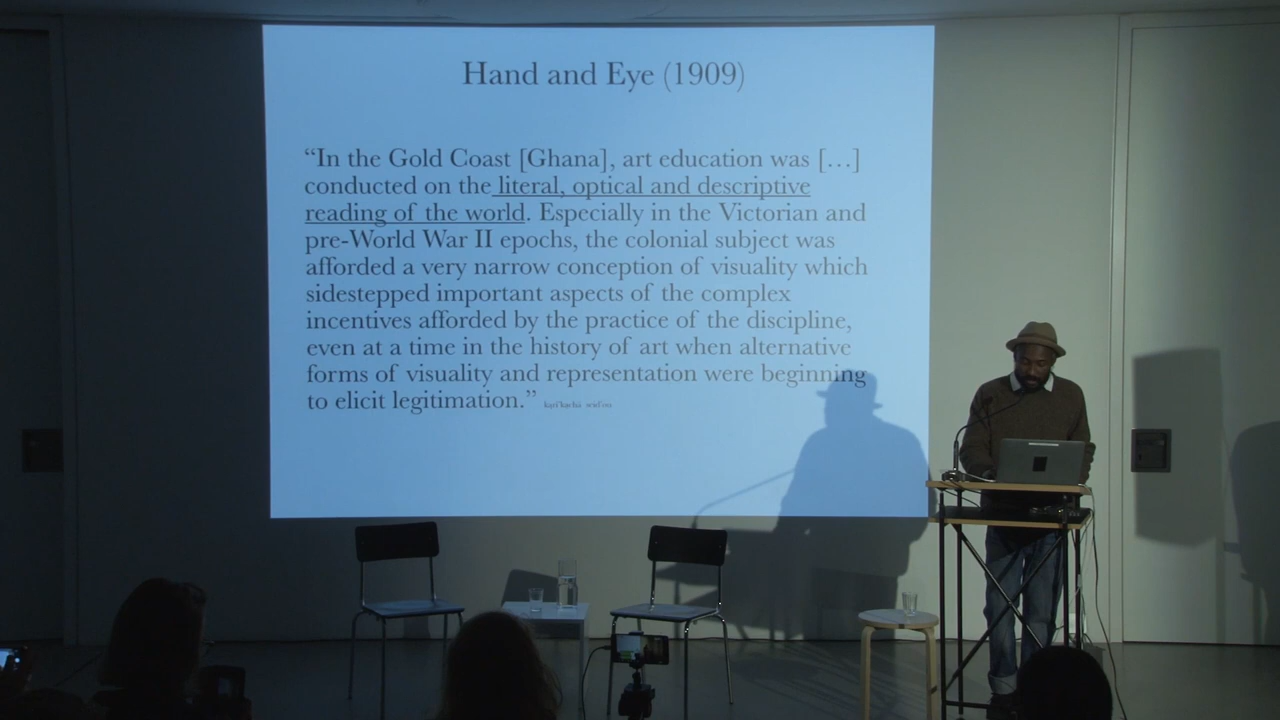 Hand and Eye (1909)
“In the Gold Coast [Ghana], art education was […]
conducted on the literal, optical and descriptive
reading of the world. Especially in the Victorian and
pre-World War II epochs, the colonial subject was
afforded a very narrow conception of visuality which
sidestepped important aspects of the complex
incentives afforded by the practice of the discipline,
even at a time in the history of art when alternative
forms of visuality and representation were beginning
to elicit legitimation.”